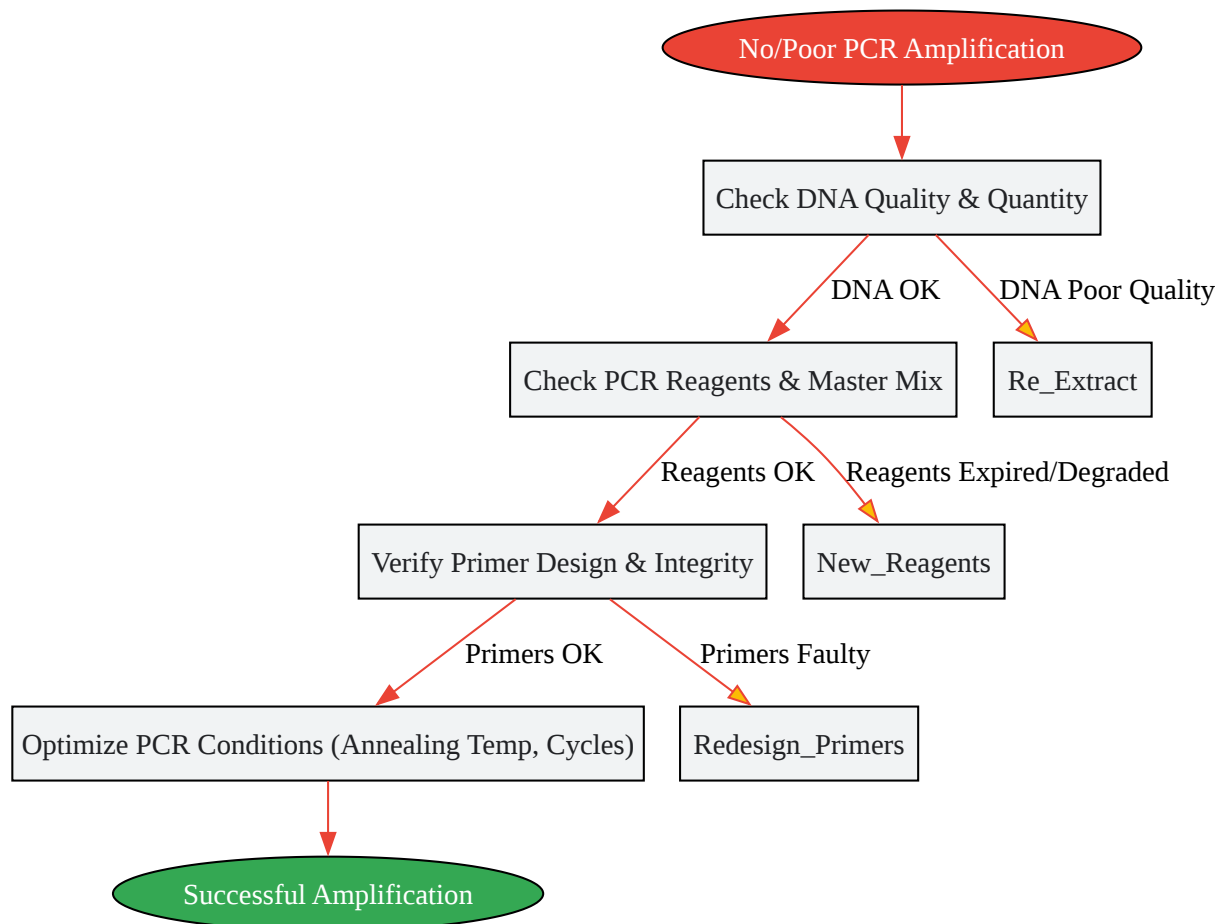 No/Poor PCR Amplification
Check DNA Quality & Quantity
DNA OK
DNA Poor Quality
Check PCR Reagents & Master Mix
Re_Extract
Reagents OK
Reagents Expired/Degraded
Verify Primer Design & Integrity
New_Reagents
Primers OK
Primers Faulty
Optimize PCR Conditions (Annealing Temp, Cycles)
Redesign_Primers
Successful Amplification